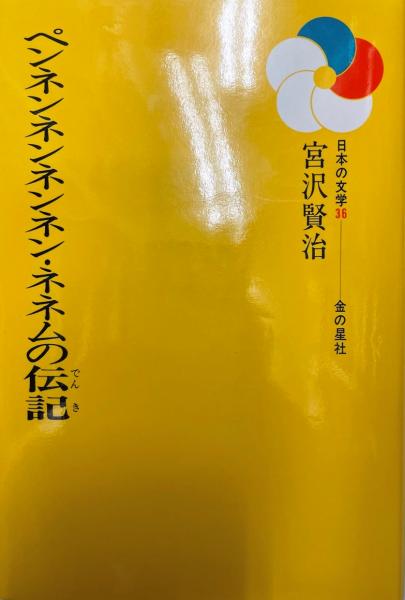 日本の文学36
金の星社
宮沢賢治
ペンネンネンネンネン・ネネムの伝記
でんき